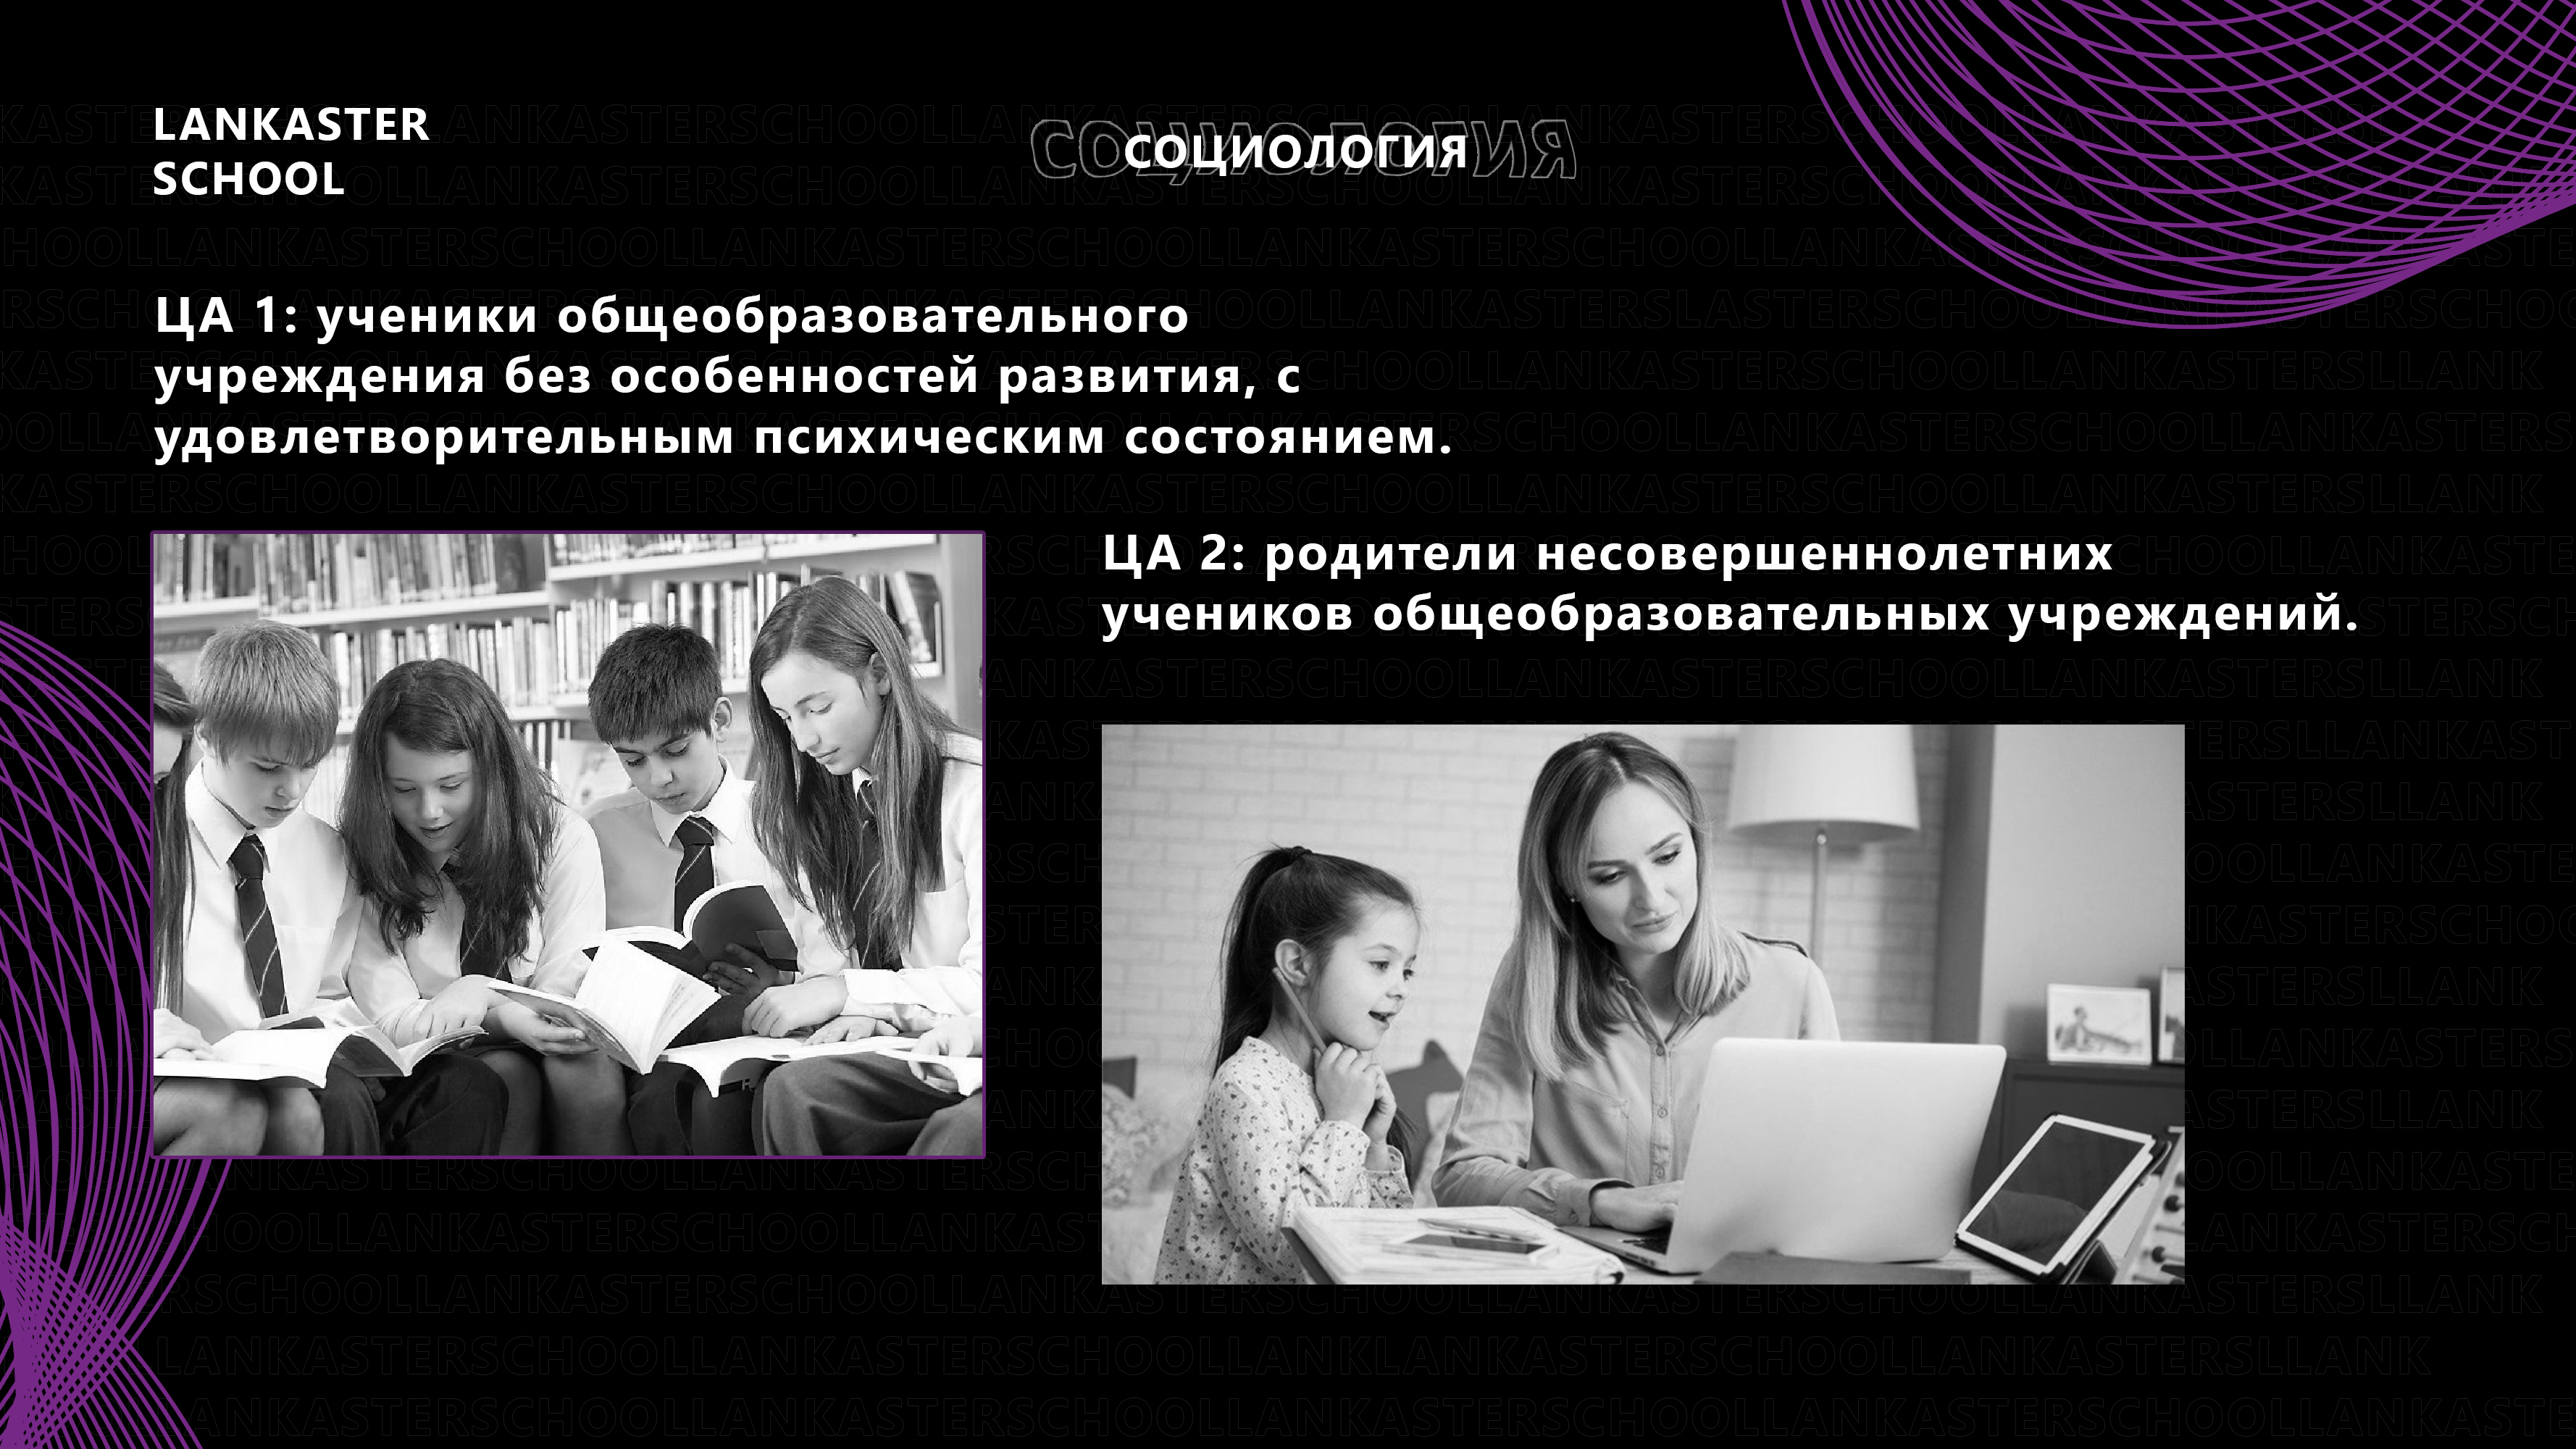 LANKASTER
SCHOOL
СОЦИОЛОГИЯ
СОЦИОЛОГИЯ
ЦА 1: ученики общеобразовательного
учреждения без особенностей развития, с
удовлетворительным психическим состоянием.
ЦА 2: родители несовершеннолетних
учеников общеобразовательных учреждений.